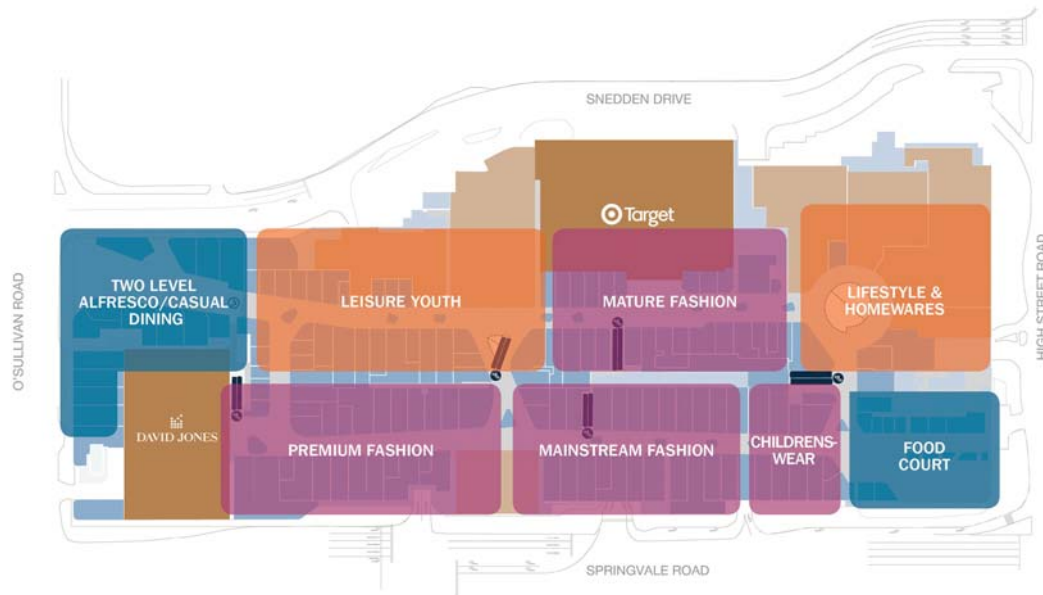 SNEDDEN DRIVE
Target
TWO LEVEL
ALFRESCO/CASUAL
DINING
LEISURE YOUTH
MATURE FASHION
LIFESTYLE &
HOMEWARES
O'SULLIVAN ROAD
HIGH STREET ROAD
DAVID JONES
PREMIUM FASHION
MAINSTREAM FASHION
CHILDRENS-
WEAR
FOOD
COURT
SPRINGVALE ROAD